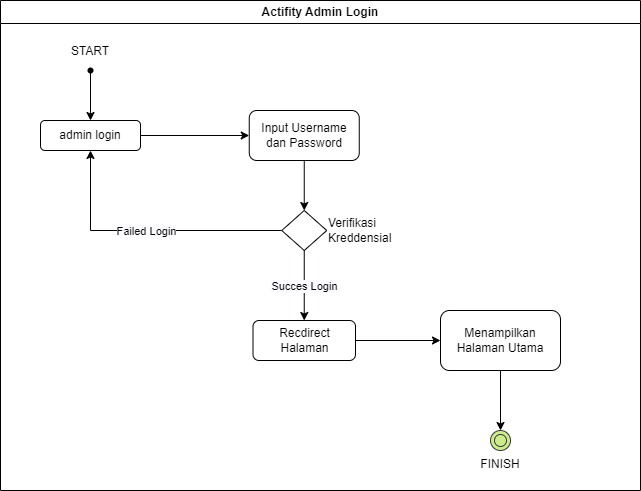 Actifity Admin Login
START
admin login
Input Username
dan Password
Verifikasi
Kreddensial
Failed Login
Succes Login
Recdirect
Halaman
Menampilkan
Halaman Utama
FINISH